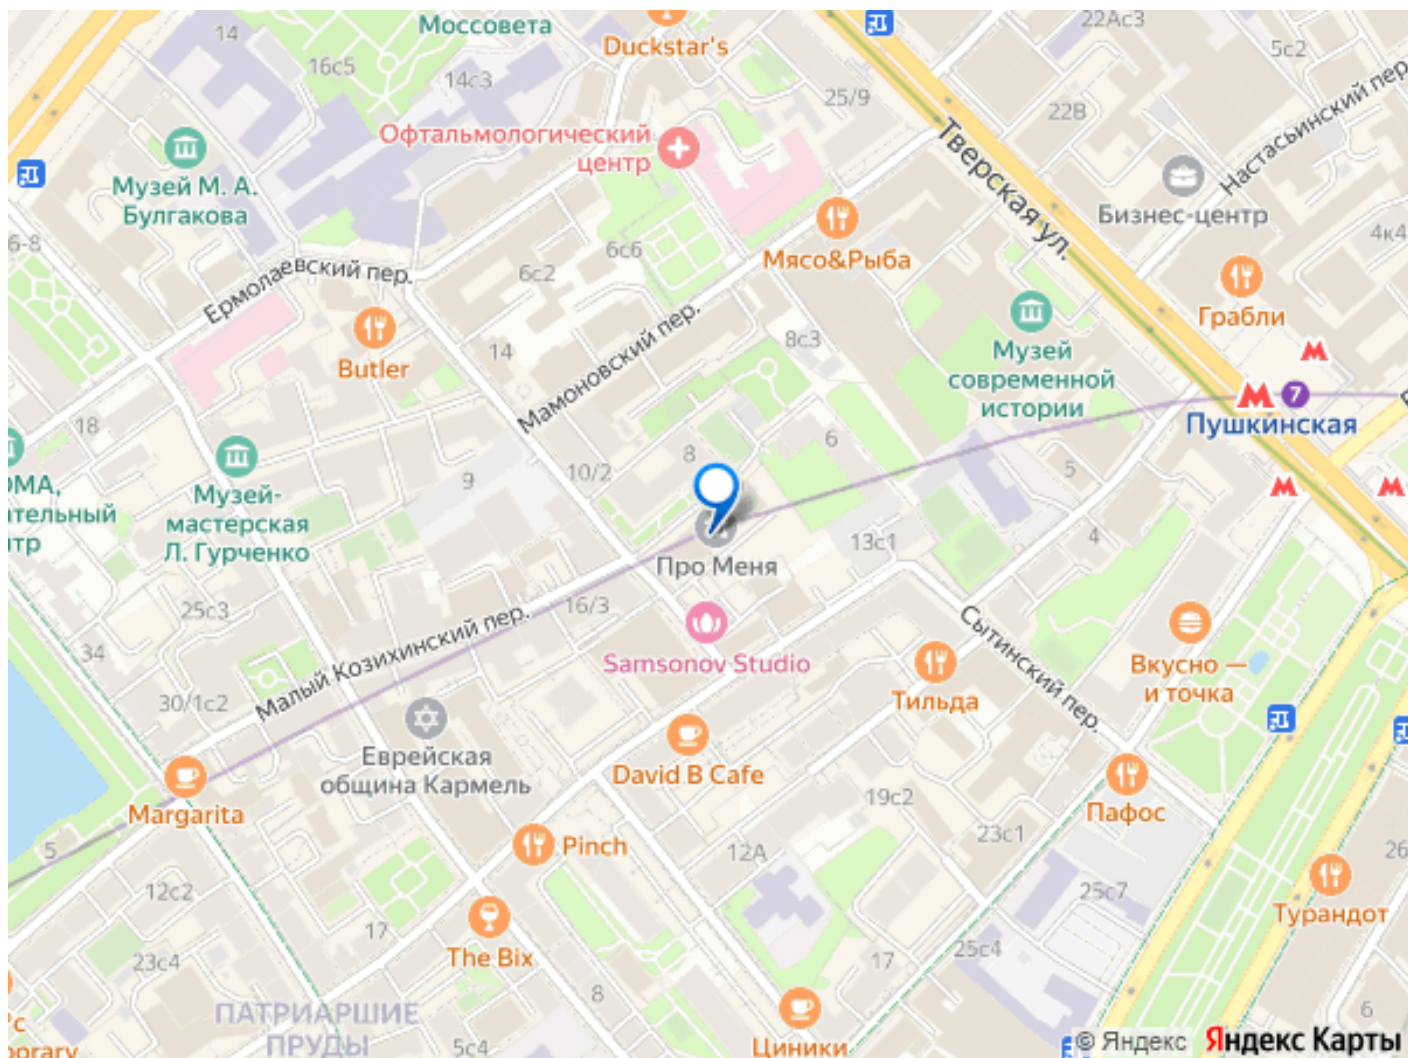 Моссовета
14
Duckstar's
22Ас3
5с2
16с5
14с3
25/9
22В
Настасьинский пер.
Офтальмологический
центр
Тверская ул.
Музей М. А.
Булгакова
Бизнес-центр
6-8
6с6
6с2
Мясо&Рыба
4к4
Ермолаевский пер.
Грабли
8с3
14
Мамоновский пер.
Butler
Музей
современной
истории
7
Пушкинская
18
6
8
10/2
9
5
4
Музей-
мастерская
Л. Гурченко
13с1
Про Меня
25с3
16/3
Малый Козихинский пер.
34
Samsonov Studio
Сытинский пер.
Вкусно —
и точка
Тильда
30/1с2
Еврейская
община Кармель
David B Cafe
Margarita
19с2
Пафос
23с1
5
Pinch
12А
26
12с2
25с7
Турандот
17
The Bix
23с4
17
25с4
8
ПАТРИАРШИЕ
ПРУДЫ
5с4
Циники
6
© Яндекс Яндекс Карты